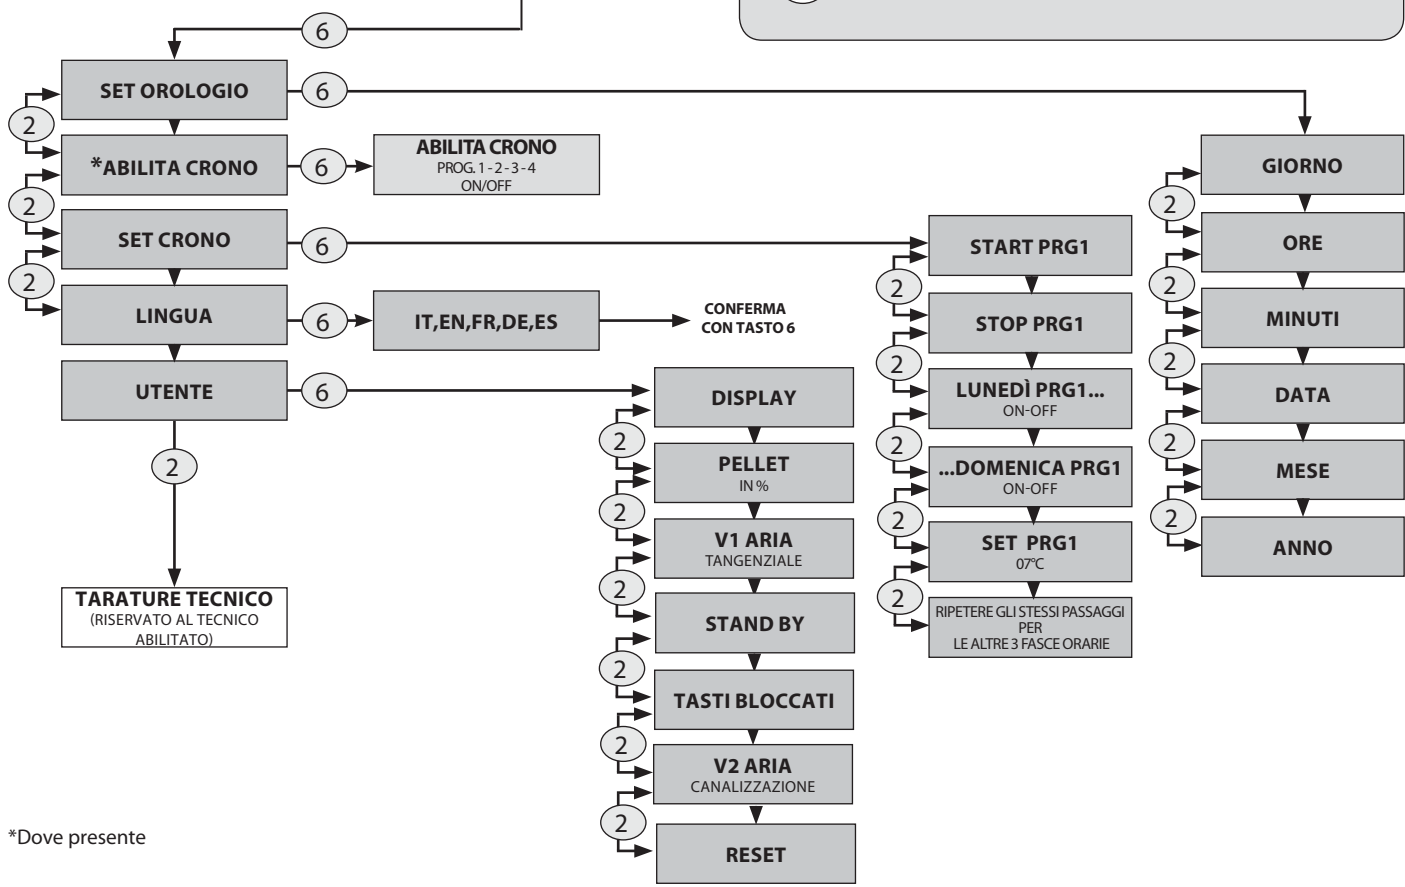 6
SET OROLOGIO
6
2
*ABILITA CRONO
6
ABILITA CRONO
PROG. 1 - 2 - 3 - 4
ON/OFF
2
SET CRONO
6
2
LINGUA
6
IT,EN,FR,DE,ES
CONFERMA
CON TASTO 6
UTENTE
6
2
TARATURE TECNICO
(RISERVATO AL TECNICO
ABILITATO)
DISPLAY
2
PELLET
IN %
2
V1 ARIA
TANGENZIALE
2
STAND BY
2
TASTI BLOCCATI
2
V2 ARIA
CANALIZZAZIONE
2
RESET
START PRG1
2
STOP PRG1
2
LUNEDÌ PRG1...
ON-OFF
2
...DOMENICA PRG1
ON-OFF
2
SET PRG1
07°C
2
RIPETERE GLI STESSI PASSAGGI
PER
LE ALTRE 3 FASCE ORARIE
GIORNO
2
ORE
2
MINUTI
2
DATA
2
MESE
2
ANNO
*Dove presente